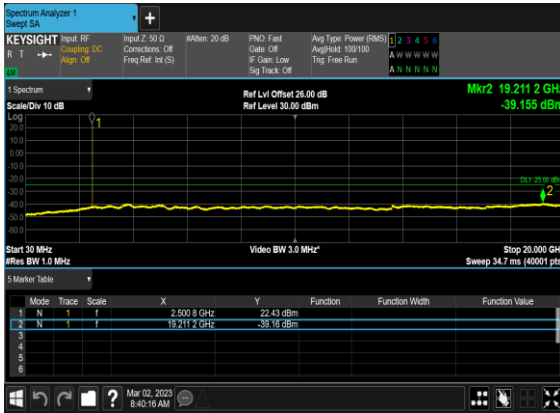 Spectrum Analyzer 1
Swept SA
+
KEYSIGHT Input: RF Input Z: 50 Ω #Atten: 20 dB PNO: Fast Avg Type: Power (RMS) 1 2 3 4 5 6
R T Coupling: DC Corrections: Off Gate: Off Avg|Hold: 100/100 A W W W W W
Align: Off Freq Ref: Int (S) IF Gain: Low Trig: Free Run
LXI Sig Track: Off A N N N N N
1 Spectrum Ref Lvl Offset 26.00 dB Mkr2 19.211 2 GHz
Scale/Div 10 dB Ref Level 30.00 dBm -39.155 dBm
Log
1
20.0
10.0
0.00
-10.0
-20.0
DL1 -25.00 dBm
-30.0
2
-40.0
-50.0
-60.0
Start 30 MHz Video BW 3.0 MHz* Stop 20.000 GHz
#Res BW 1.0 MHz Sweep 34.7 ms (40001 pts)
5 Marker Table
Mode Trace Scale X Y Function Function Width Function Value
1 N 1 f 2.500 8 GHz 22.43 dBm
2 N 1 f 19.211 2 GHz -39.16 dBm
3
4
5
6
? Mar 02, 2023
8:40:16 AM